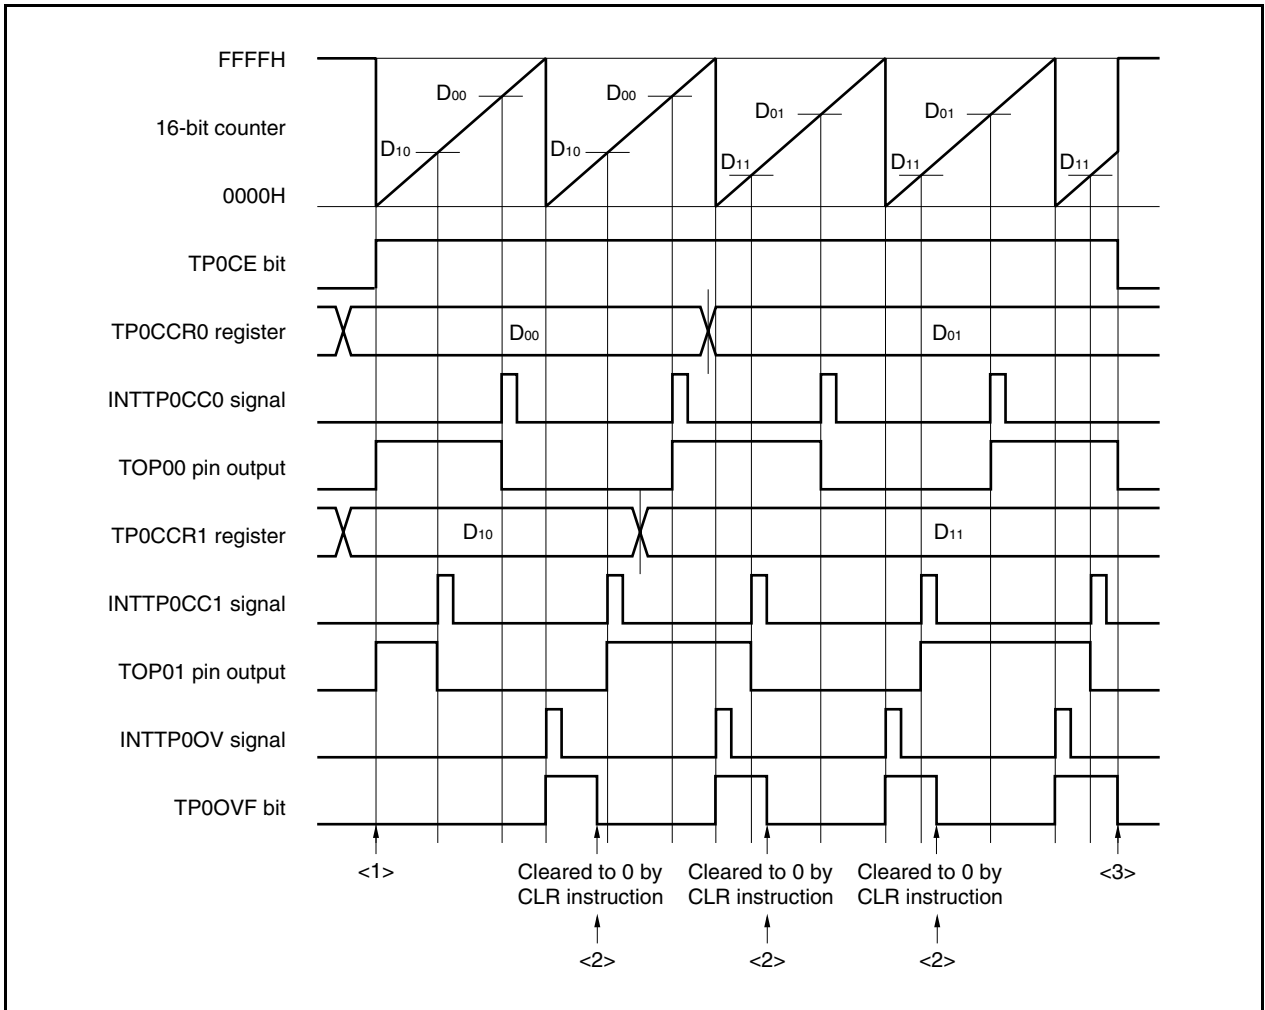 FFFFH
D00
D00
D01
D01
16-bit counter
D10
D10
D11
D11
D11
0000H
TP0CE bit
TP0CCR0 register
D00
D01
INTTP0CC0 signal
TOP00 pin output
TP0CCR1 register
D10
D11
INTTP0CC1 signal
TOP01 pin output
INTTP0OV signal
TP0OVF bit
<1>
Cleared to 0 by
CLR instruction
Cleared to 0 by
CLR instruction
Cleared to 0 by
CLR instruction
<3>
<2>
<2>
<2>